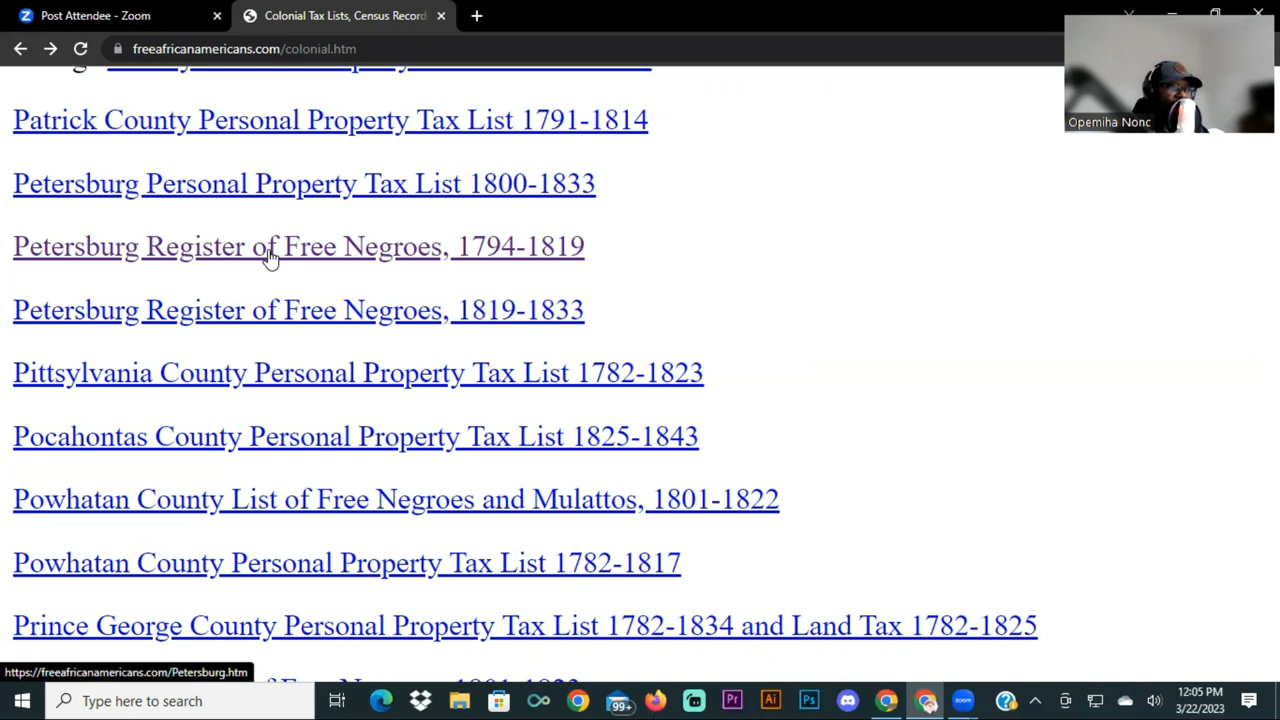 Post Attendee - Zoom
Colonial Tax Lists, Census Record
freeafricanamericans.com/colonial.htm
Opemiha Nonc
Patrick County Personal Property Tax List 1791-1814
Petersburg Personal Property Tax List 1800-1833
Petersburg Register of Free Negroes, 1794-1819
Petersburg Register of Free Negroes, 1819-1833
Pittsylvania County Personal Property Tax List 1782-1823
Pocahontas County Personal Property Tax List 1825-1843
Powhatan County List of Free Negroes and Mulattos, 1801-1822
Powhatan County Personal Property Tax List 1782-1817
Prince George County Personal Property Tax List 1782-1834 and Land Tax 1782-1825
https://freeafricanamericans.com/Petersburg.htm
Type here to search
99+
Pr
Ai
Ps
12:05 PM
3/22/2023